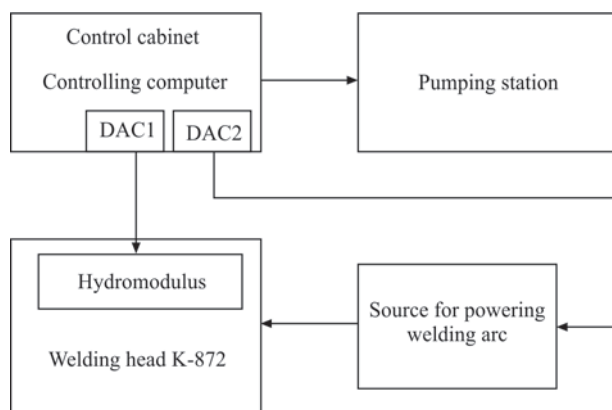 Control cabinet
Controlling computer
DAC1
DAC2
Pumping station
Hydromodulus
Welding head K-872
Source for powering
welding arc